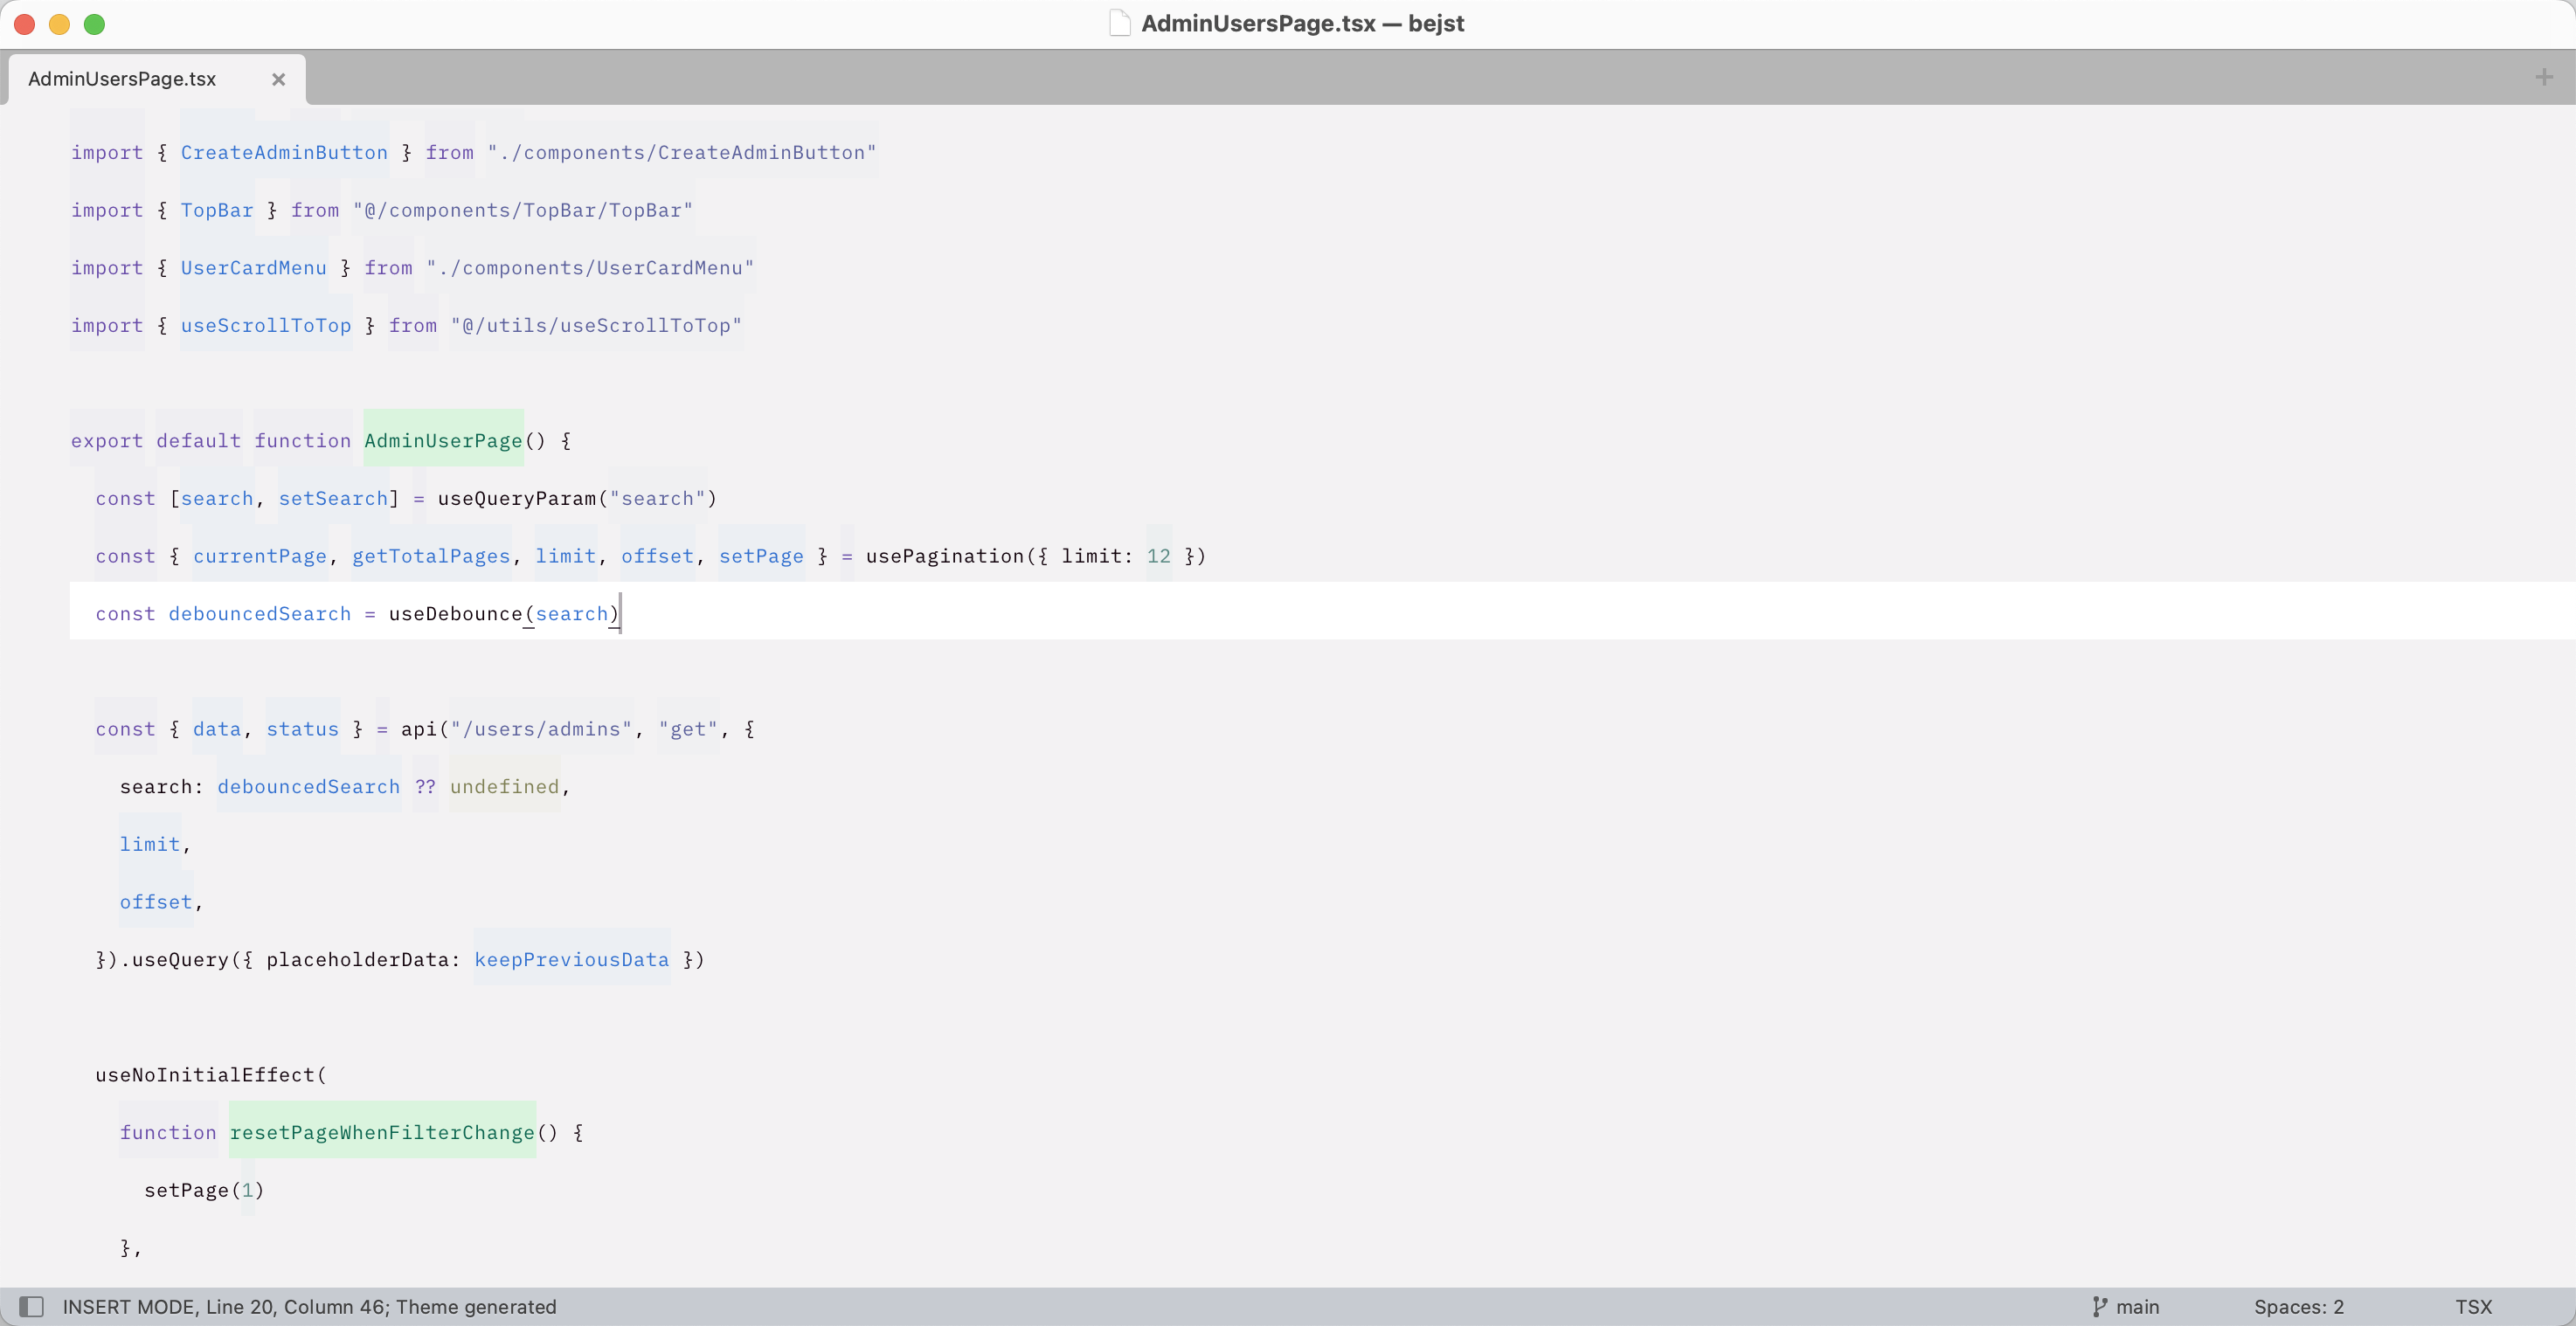 AdminUsersPage.tsx — bejst
AdminUsersPage.tsx
import { CreateAdminButton } from "./components/CreateAdminButton"
import { TopBar } from "@/components/TopBar/TopBar"
import { UserCardMenu } from "./components/UserCardMenu"
import { useScrollToTop } from "@/utils/useScrollToTop"
export default function AdminUserPage() {
const [search, setSearch] = useQueryParam("search")
const { currentPage, getTotalPages, limit, offset, setPage } = usePagination({ limit: 12 })
const debouncedSearch = useDebounce(search)
const { data, status } = api("/users/admins", "get", {
search: debouncedSearch ?? undefined,
limit,
offset,
}).useQuery({ placeholderData: keepPreviousData })
useNoInitialEffect(
function resetPageWhenFilterChange() {
setPage(1)
},
INSERT MODE, Line 20, Column 46; Theme generated
main
Spaces: 2
TSX